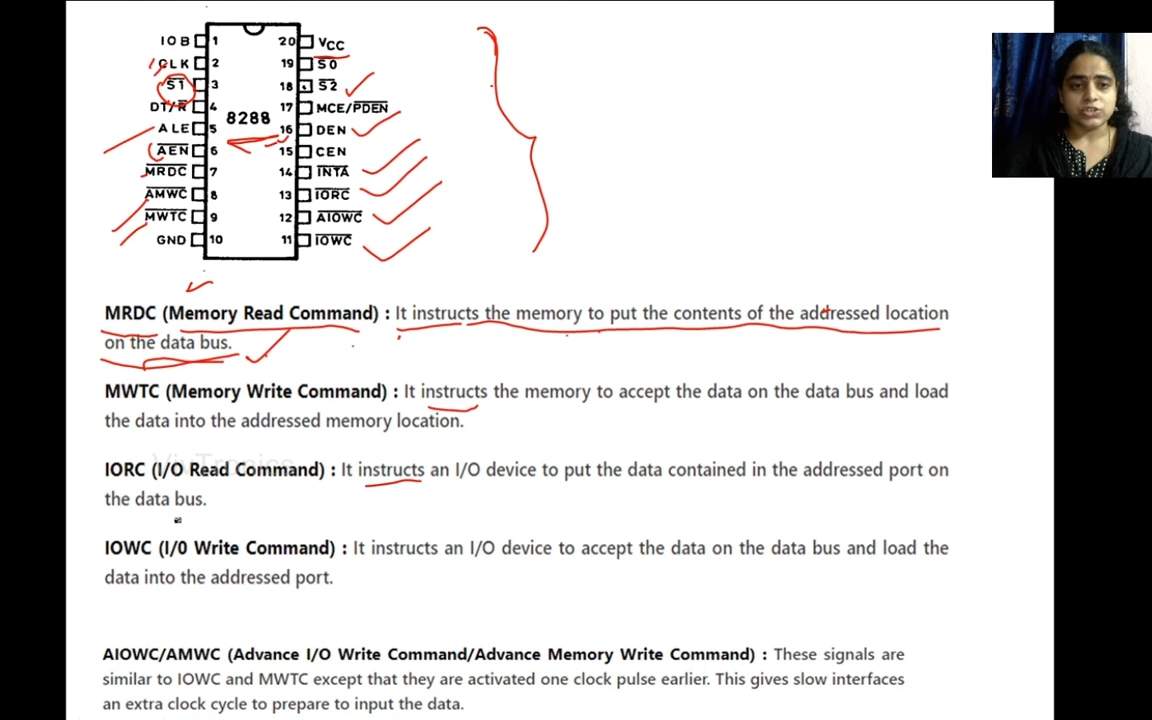 IOB 1 20 VCC
CLK 2 19 S0
S1 3 18 S2
DT/R 4 17 MCE/PDEN
8288
ALE 5 16 DEN
AEN 6 15 CEN
MRDC 7 14 INTA
AMWC 8 13 IORC
MWTC 9 12 AIOWC
GND 10 11 IOWC
MRDC (Memory Read Command) : It instructs the memory to put the contents of the addressed location
on the data bus.
MWTC (Memory Write Command) : It instructs the memory to accept the data on the data bus and load
the data into the addressed memory location.
IORC (I/O Read Command) : It instructs an I/O device to put the data contained in the addressed port on
the data bus.
IOWC (I/0 Write Command) : It instructs an I/O device to accept the data on the data bus and load the
data into the addressed port.
AIOWC/AMWC (Advance I/O Write Command/Advance Memory Write Command) : These signals are
similar to IOWC and MWTC except that they are activated one clock pulse earlier. This gives slow interfaces
an extra clock cycle to prepare to input the data.